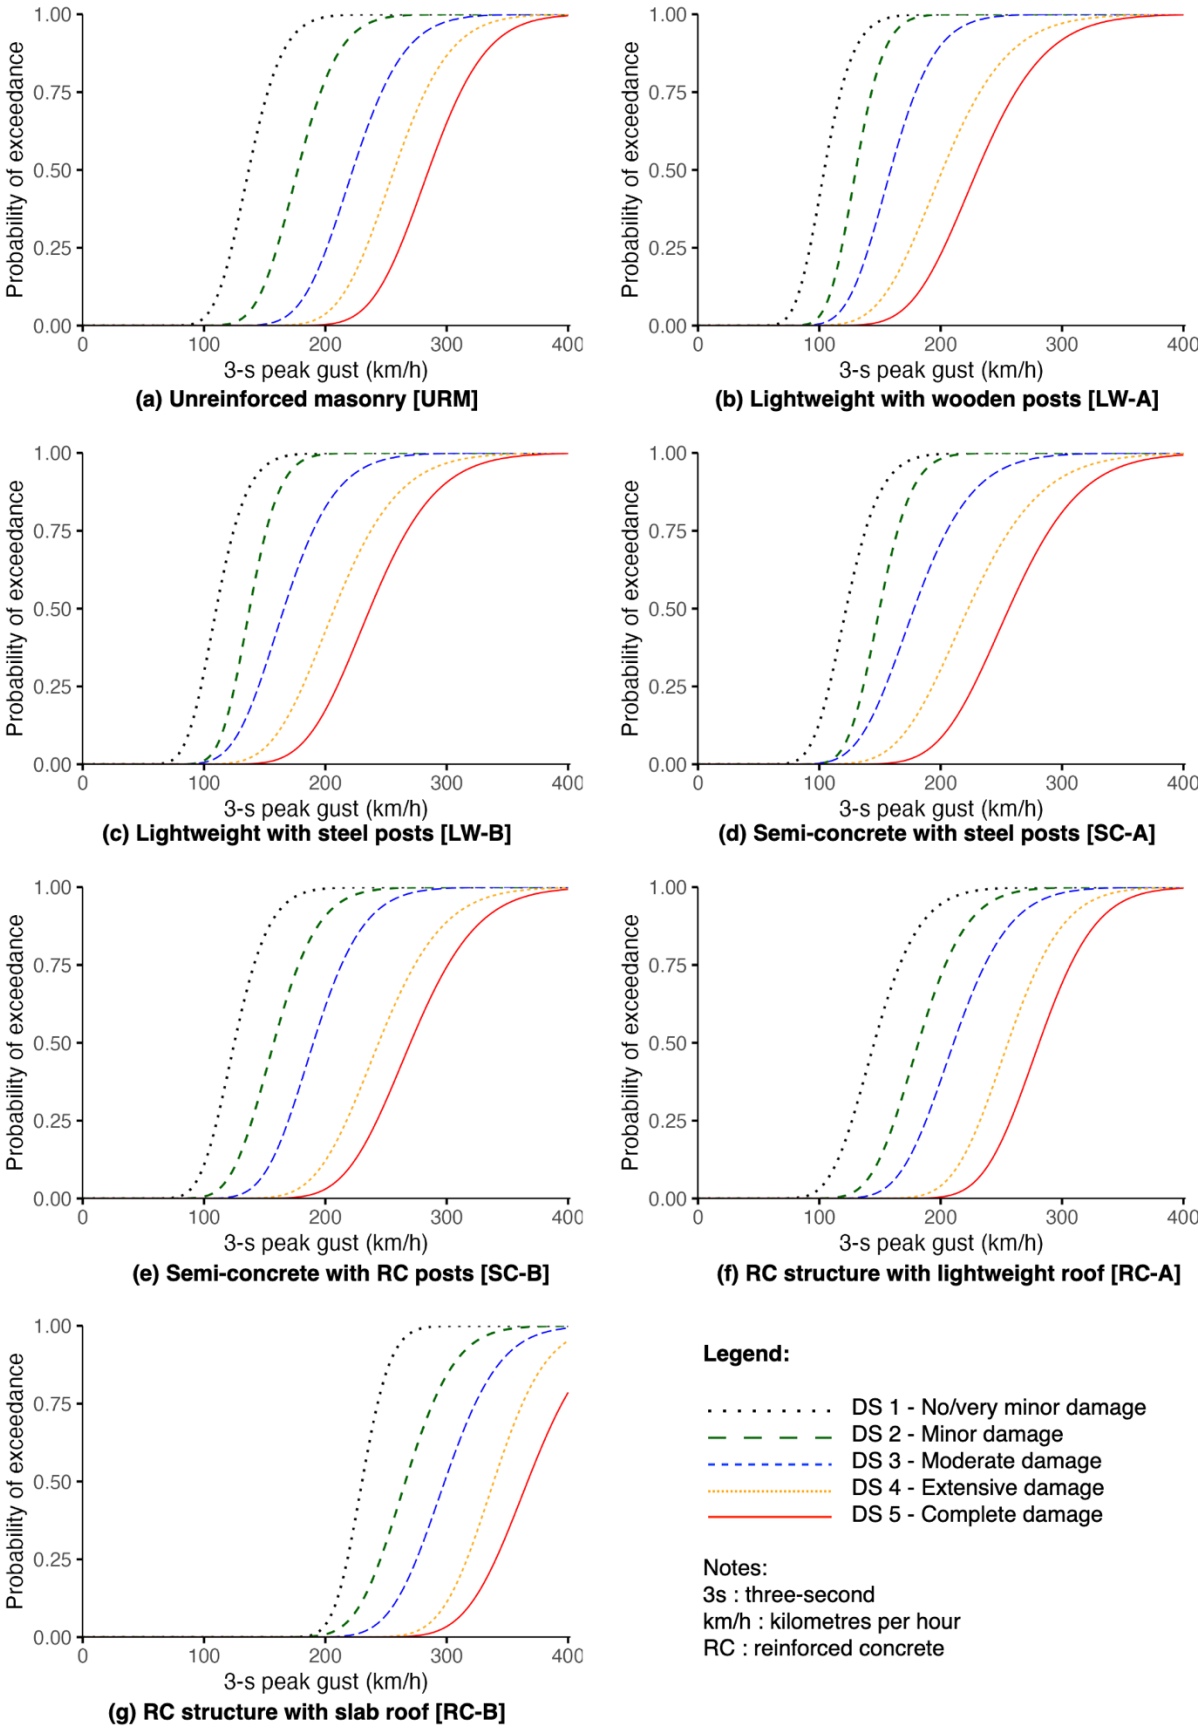 1.00
0.75
0.50
0.25
0.00
Probability of exceedance
0 100 200 300 400
3-s peak gust (km/h)
(a) Unreinforced masonry [URM]
1.00
0.75
0.50
0.25
0.00
Probability of exceedance
0 100 200 300 400
3-s peak gust (km/h)
(b) Lightweight with wooden posts [LW-A]
1.00
0.75
0.50
0.25
0.00
Probability of exceedance
0 100 200 300 400
3-s peak gust (km/h)
(c) Lightweight with steel posts [LW-B]
1.00
0.75
0.50
0.25
0.00
Probability of exceedance
0 100 200 300 400
3-s peak gust (km/h)
(d) Semi-concrete with steel posts [SC-A]
1.00
0.75
0.50
0.25
0.00
Probability of exceedance
0 100 200 300 400
3-s peak gust (km/h)
(e) Semi-concrete with RC posts [SC-B]
1.00
0.75
0.50
0.25
0.00
Probability of exceedance
0 100 200 300 400
3-s peak gust (km/h)
(f) RC structure with lightweight roof [RC-A]
1.00
0.75
0.50
0.25
0.00
Probability of exceedance
0 100 200 300 400
3-s peak gust (km/h)
(g) RC structure with slab roof [RC-B]
Legend:
DS 1 - No/very minor damage
DS 2 - Minor damage
DS 3 - Moderate damage
DS 4 - Extensive damage
DS 5 - Complete damage
Notes:
3s : three-second
km/h : kilometres per hour
RC : reinforced concrete